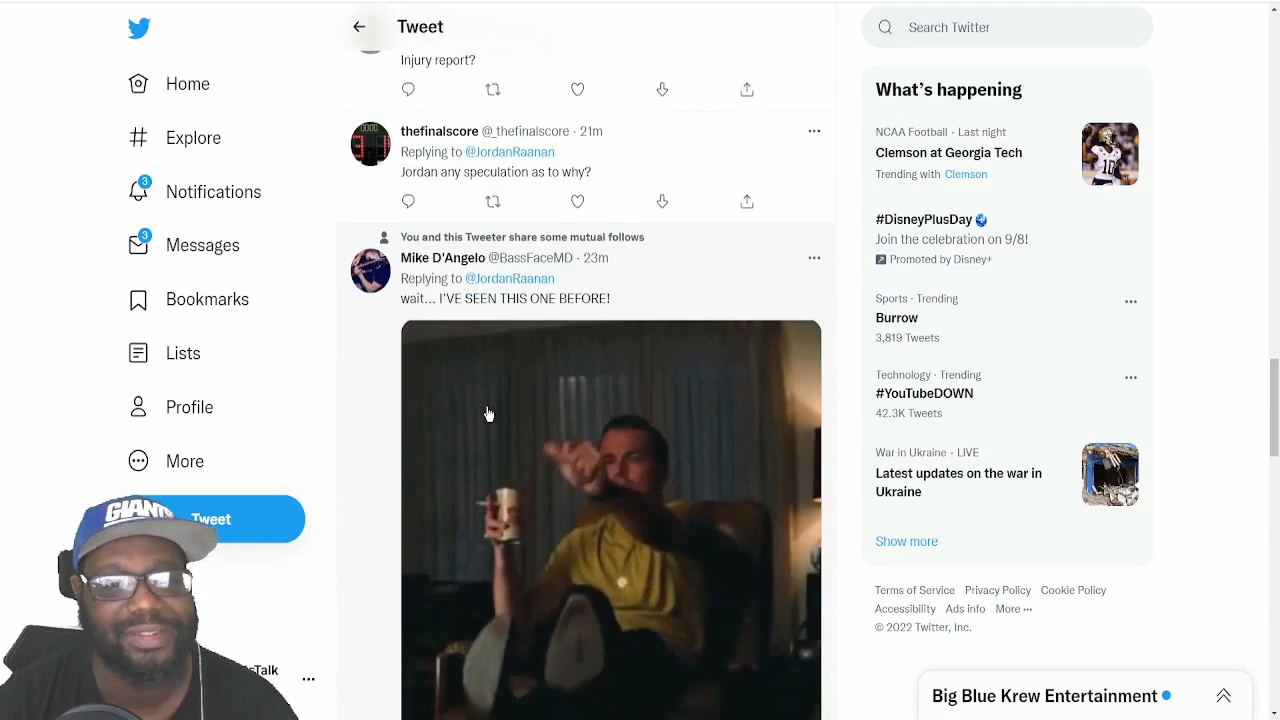 Home
Explore
3
Notifications
3
Messages
Bookmarks
Lists
Profile
More
Tweet
GIANTS
sTalk
Tweet
Injury report?
thefinalscore @_thefinalscore · 21m
Replying to @JordanRaanan
Jordan any speculation as to why?
You and this Tweeter share some mutual follows
Mike D'Angelo @BassFaceMD · 23m
Replying to @JordanRaanan
wait... I'VE SEEN THIS ONE BEFORE!
Search Twitter
What's happening
NCAA Football · Last night
Clemson at Georgia Tech
Trending with Clemson
#DisneyPlusDay
Join the celebration on 9/8!
Promoted by Disney+
Sports · Trending
Burrow
3,819 Tweets
Technology · Trending
#YouTubeDOWN
42.3K Tweets
War in Ukraine · LIVE
Latest updates on the war in
Ukraine
Show more
Terms of Service Privacy Policy Cookie Policy
Accessibility Ads info More ···
© 2022 Twitter, Inc.
Big Blue Krew Entertainment